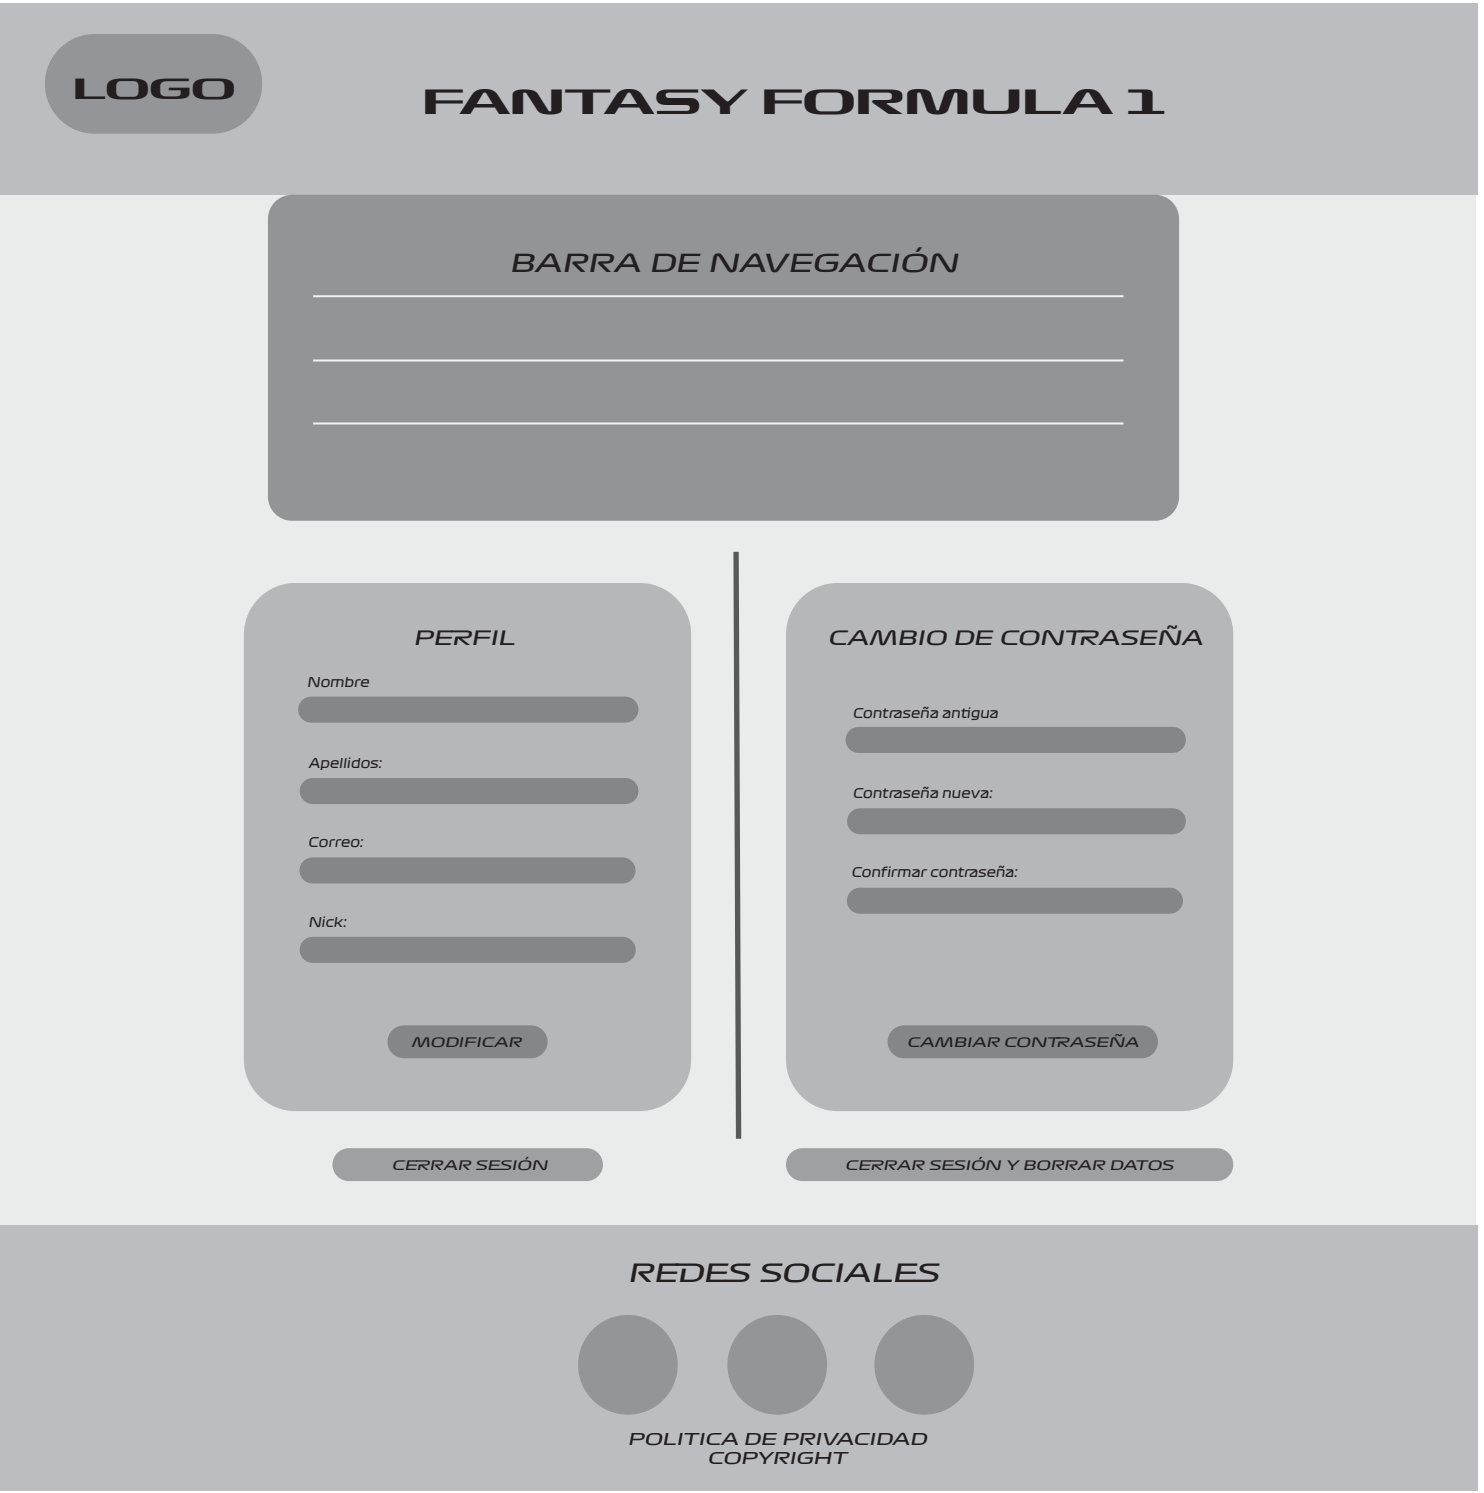 LOGO
FANTASY FORMULA 1
BARRA DE NAVEGACIÓN
PERFIL
Nombre
Apellidos:
Correo:
Nick:
MODIFICAR
CERRAR SESIÓN
CAMBIO DE CONTRASEÑA
Contraseña antigua
Contraseña nueva:
Confirmar contraseña:
CAMBIAR CONTRASEÑA
CERRAR SESIÓN Y BORRAR DATOS
REDES SOCIALES
POLITICA DE PRIVACIDAD
COPYRIGHT